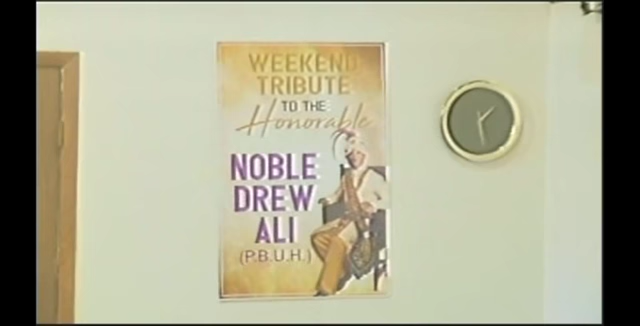 WEEKEND
TRIBUTE
TO THE
Honorable
NOBLE
DREW
ALI
(P.B.U.H.)